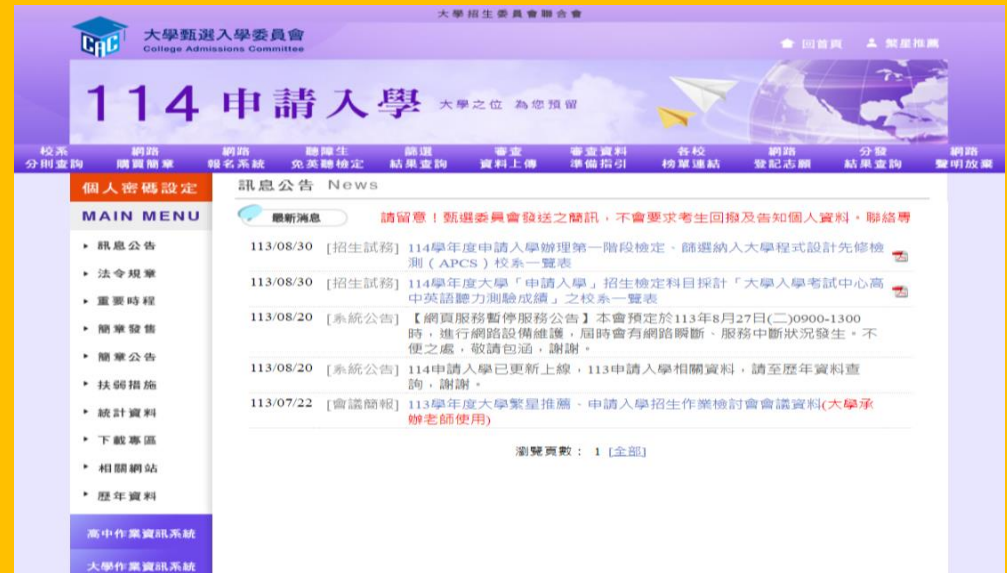 大學招生委員會聯合會
CAC 大學甄選入學委員會
College Admissions Committee
回首頁 繁星推薦
114 申請入學 大學之位 為您預留
校系 網路 網路 聽障生 篩選 審查 審查資料 各校 網路 分發 網路
分則查詢 購買簡章 報名系統 免英聽檢定 結果查詢 資料上傳 準備指引 榜單連結 登記志願 結果查詢 聲明放棄
個人密碼設定
MAIN MENU
訊息公告
法令規章
重要時程
簡章發售
簡章公告
扶弱措施
統計資料
下載專區
相關網站
歷年資料
高中作業資訊系統
大學作業資訊系統
訊息公告 News
最新消息 請留意！甄選委員會發送之簡訊，不會要求考生回撥及告知個人資料。聯絡專
113/08/30 [招生試務] 114學年度申請入學辦理第一階段檢定、篩選納入大學程式設計先修檢
測（APCS）校系一覽表
113/08/30 [招生試務] 114學年度大學「申請入學」招生檢定科目採計「大學入學考試中心高
中英語聽力測驗成績」之校系一覽表
113/08/20 [系統公告] 【網頁服務暫停服務公告】本會預定於113年8月27日(二)0900-1300
時，進行網路設備維護，屆時會有網路瞬斷、服務中斷狀況發生。不
便之處，敬請包涵，謝謝。
113/08/20 [系統公告] 114申請入學已更新上線，113申請入學相關資料，請至歷年資料查
詢，謝謝。
113/07/22 [會議簡報] 113學年度大學繁星推薦、申請入學招生作業檢討會會議資料(大學承
辦老師使用)
瀏覽頁數： 1 [全部]